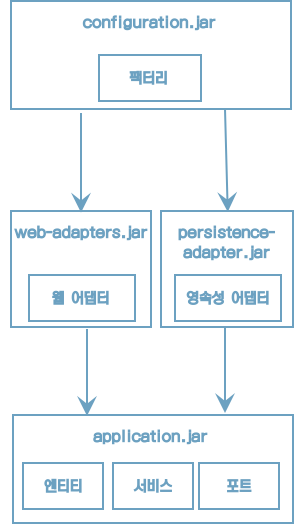 configuration.jar
팩터리
web-adapters.jar
웹 어댑터
persistence-
adapter.jar
영속성 어댑터
application.jar
엔티티
서비스
포트